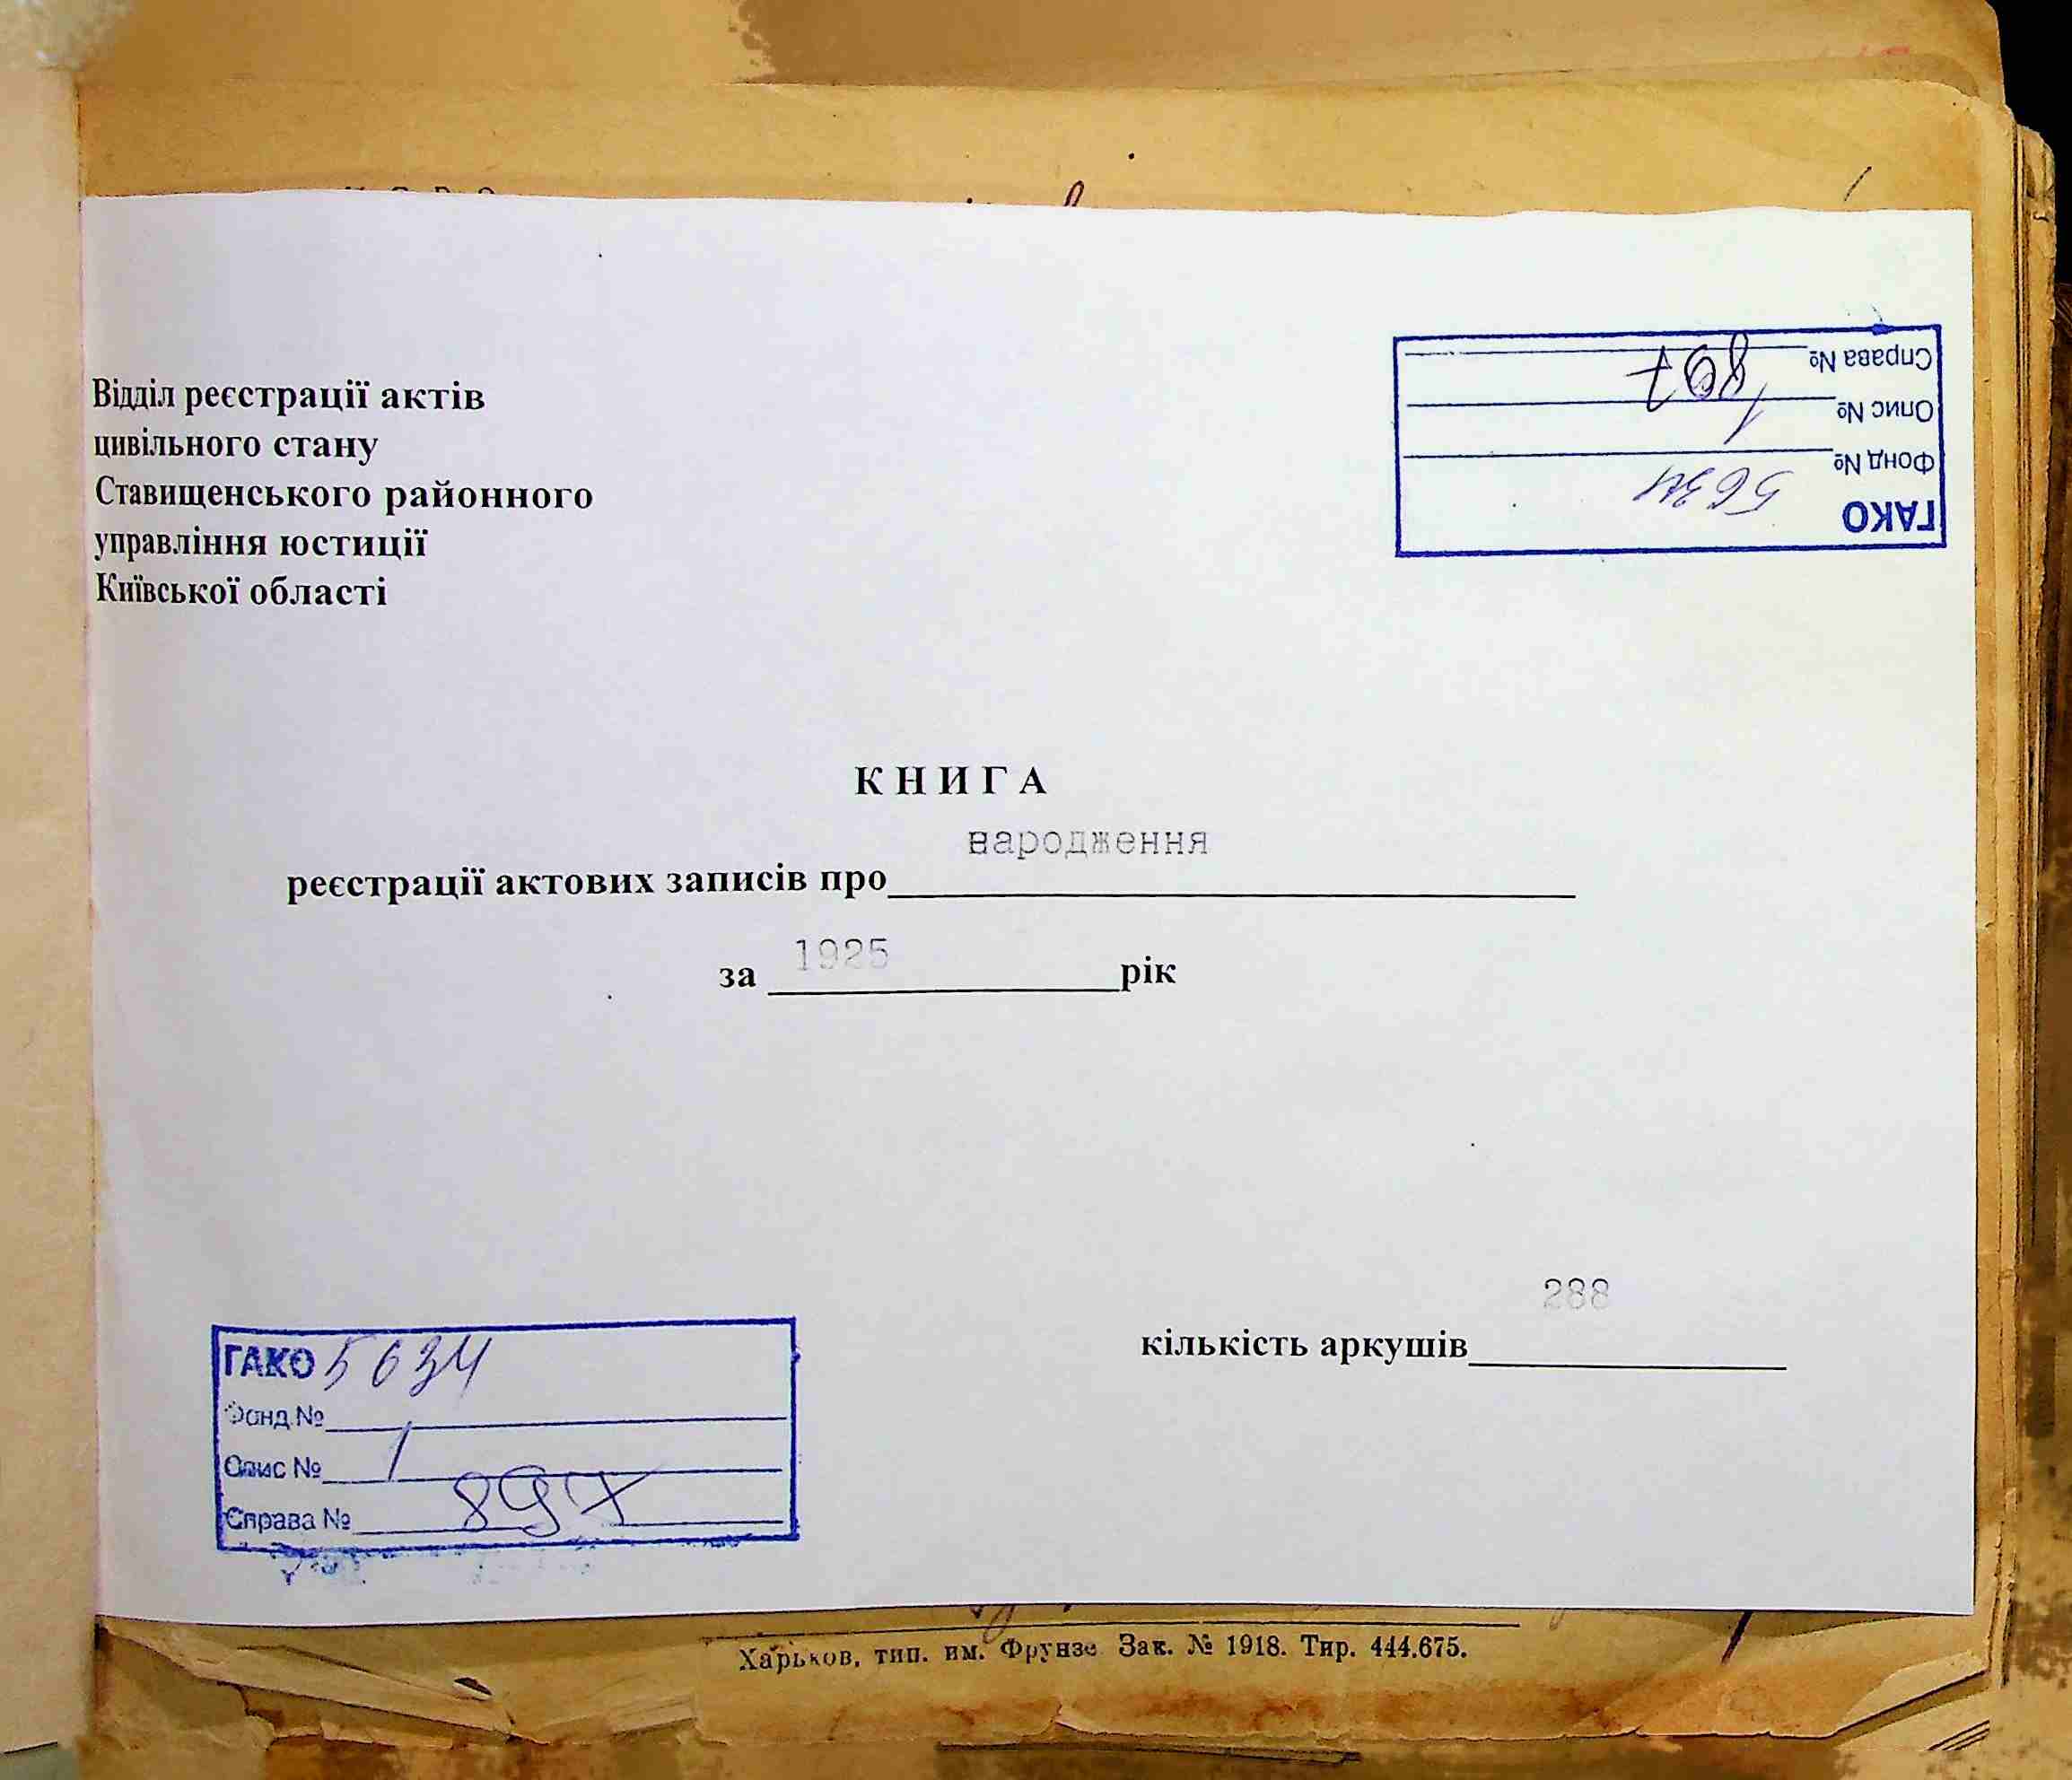 Відділ реєстрації актів
цивільного стану
Ставищенського районного
управління юстиції
Київської області
ГАКО 5634
Фонд №
Опис № 1
Справа № 897
КНИГА
народження
реєстрації актових записів про
за 1925 рік
288
кількість аркушів
ГАКО 5634
Фонд №
Опис № 1
Справа № 897
Харьков, тип. им. Фрунзе Зак. № 1918. Тир. 444.675.